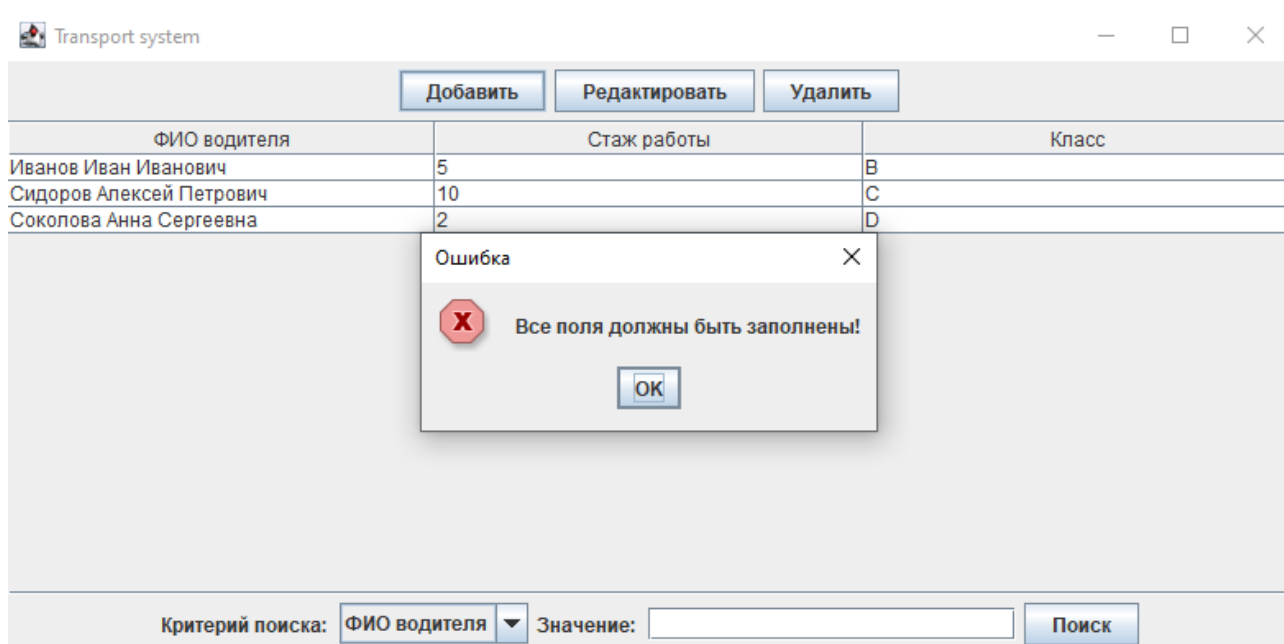 Transport system
Добавить Редактировать Удалить
ФИО водителя Стаж работы Класс
Иванов Иван Иванович 5 B
Сидоров Алексей Петрович 10 C
Соколова Анна Сергеевна 2 D
Ошибка
Все поля должны быть заполнены!
OK
Критерий поиска: ФИО водителя Значение: Поиск